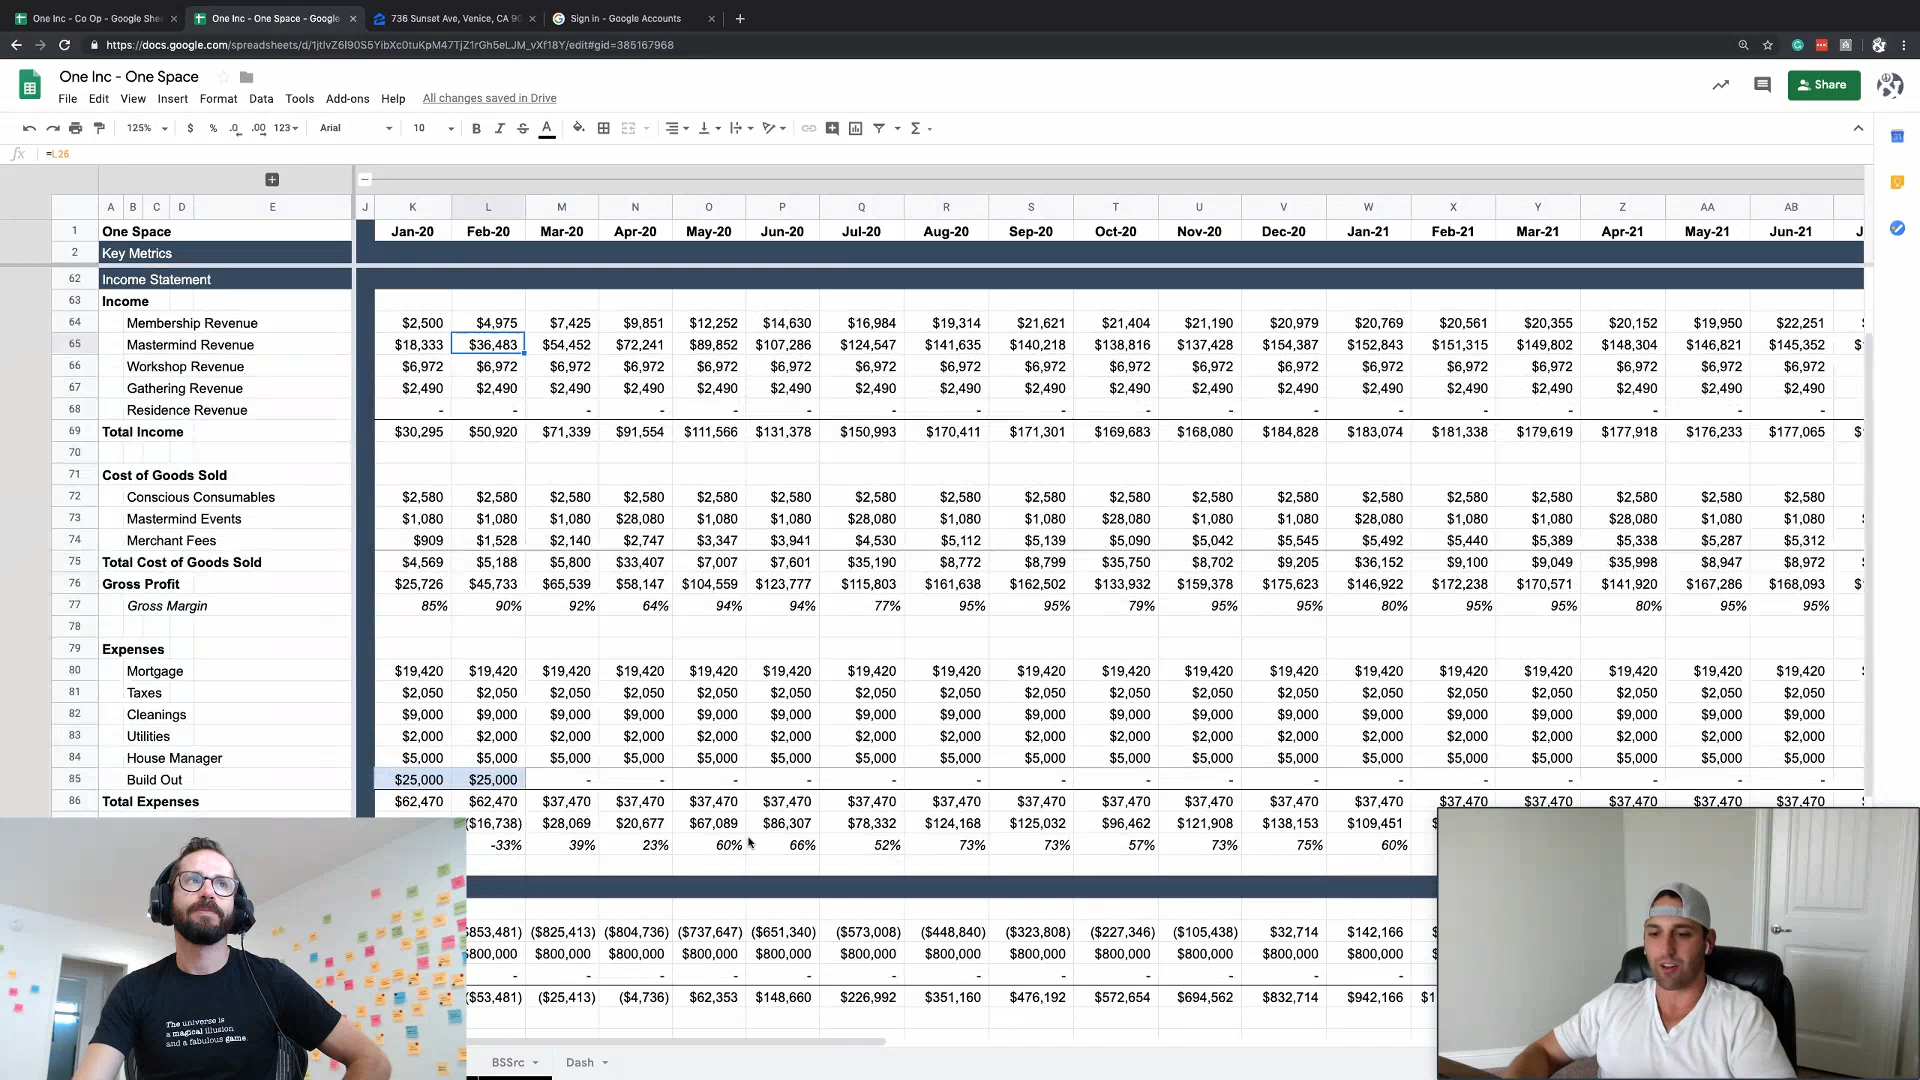 One Inc - Co Op - Google She
One Inc - One Space - Google
736 Sunset Ave, Venice, CA 90
Sign in - Google Accounts
https://docs.google.com/spreadsheets/d/1jtIvZ6I90S5YibXc0tuKpM47TjZ1rGh5eLJM_vXf18Y/edit#gid=385167968
One Inc - One Space
File Edit View Insert Format Data Tools Add-ons Help All changes saved in Drive
Share
125% $ % .0 .00 123 Arial 10 B I S A
fx =L26
A B C D E J K L M N O P Q R S T U V W X Y Z AA AB
1 One Space Jan-20 Feb-20 Mar-20 Apr-20 May-20 Jun-20 Jul-20 Aug-20 Sep-20 Oct-20 Nov-20 Dec-20 Jan-21 Feb-21 Mar-21 Apr-21 May-21 Jun-21 J
2 Key Metrics
62 Income Statement
63 Income
64 Membership Revenue $2,500 $4,975 $7,425 $9,851 $12,252 $14,630 $16,984 $19,314 $21,621 $21,404 $21,190 $20,979 $20,769 $20,561 $20,355 $20,152 $19,950 $22,251
65 Mastermind Revenue $18,333 $36,483 $54,452 $72,241 $89,852 $107,286 $124,547 $141,635 $140,218 $138,816 $137,428 $154,387 $152,843 $151,315 $149,802 $148,304 $146,821 $145,352 $1
66 Workshop Revenue $6,972 $6,972 $6,972 $6,972 $6,972 $6,972 $6,972 $6,972 $6,972 $6,972 $6,972 $6,972 $6,972 $6,972 $6,972 $6,972 $6,972 $6,972
67 Gathering Revenue $2,490 $2,490 $2,490 $2,490 $2,490 $2,490 $2,490 $2,490 $2,490 $2,490 $2,490 $2,490 $2,490 $2,490 $2,490 $2,490 $2,490 $2,490
68 Residence Revenue - - - - - - - - - - - - - - - - - -
69 Total Income $30,295 $50,920 $71,339 $91,554 $111,566 $131,378 $150,993 $170,411 $171,301 $169,683 $168,080 $184,828 $183,074 $181,338 $179,619 $177,918 $176,233 $177,065 $1
70
71 Cost of Goods Sold
72 Conscious Consumables $2,580 $2,580 $2,580 $2,580 $2,580 $2,580 $2,580 $2,580 $2,580 $2,580 $2,580 $2,580 $2,580 $2,580 $2,580 $2,580 $2,580 $2,580
73 Mastermind Events $1,080 $1,080 $1,080 $28,080 $1,080 $1,080 $28,080 $1,080 $1,080 $28,080 $1,080 $1,080 $28,080 $1,080 $1,080 $28,080 $1,080 $1,080
74 Merchant Fees $909 $1,528 $2,140 $2,747 $3,347 $3,941 $4,530 $5,112 $5,139 $5,090 $5,042 $5,545 $5,492 $5,440 $5,389 $5,338 $5,287 $5,312
75 Total Cost of Goods Sold $4,569 $5,188 $5,800 $33,407 $7,007 $7,601 $35,190 $8,772 $8,799 $35,750 $8,702 $9,205 $36,152 $9,100 $9,049 $35,998 $8,947 $8,972
76 Gross Profit $25,726 $45,733 $65,539 $58,147 $104,559 $123,777 $115,803 $161,638 $162,502 $133,932 $159,378 $175,623 $146,922 $172,238 $170,571 $141,920 $167,286 $168,093 $1
77 Gross Margin 85% 90% 92% 64% 94% 94% 77% 95% 95% 79% 95% 95% 80% 95% 95% 80% 95% 95%
78
79 Expenses
80 Mortgage $19,420 $19,420 $19,420 $19,420 $19,420 $19,420 $19,420 $19,420 $19,420 $19,420 $19,420 $19,420 $19,420 $19,420 $19,420 $19,420 $19,420 $19,420
81 Taxes $2,050 $2,050 $2,050 $2,050 $2,050 $2,050 $2,050 $2,050 $2,050 $2,050 $2,050 $2,050 $2,050 $2,050 $2,050 $2,050 $2,050 $2,050
82 Cleanings $9,000 $9,000 $9,000 $9,000 $9,000 $9,000 $9,000 $9,000 $9,000 $9,000 $9,000 $9,000 $9,000 $9,000 $9,000 $9,000 $9,000 $9,000
83 Utilities $2,000 $2,000 $2,000 $2,000 $2,000 $2,000 $2,000 $2,000 $2,000 $2,000 $2,000 $2,000 $2,000 $2,000 $2,000 $2,000 $2,000 $2,000
84 House Manager $5,000 $5,000 $5,000 $5,000 $5,000 $5,000 $5,000 $5,000 $5,000 $5,000 $5,000 $5,000 $5,000 $5,000 $5,000 $5,000 $5,000 $5,000
85 Build Out $25,000 $25,000 - - - - - - - - - - - - - - - -
86 Total Expenses $62,470 $62,470 $37,470 $37,470 $37,470 $37,470 $37,470 $37,470 $37,470 $37,470 $37,470 $37,470 $37,470 $37,470 $37,470 $37,470 $37,470 $37,470
($16,738) $28,069 $20,677 $67,089 $86,307 $78,332 $124,168 $125,032 $96,462 $121,908 $138,153 $109,451
-33% 39% 23% 60% 66% 52% 73% 73% 57% 73% 75% 60%
$853,481) ($825,413) ($804,736) ($737,647) ($651,340) ($573,008) ($448,840) ($323,808) ($227,346) ($105,438) $32,714 $142,166
$800,000 $800,000 $800,000 $800,000 $800,000 $800,000 $800,000 $800,000 $800,000 $800,000 $800,000 $800,000
- - - - - - - - - - - -
($53,481) ($25,413) ($4,736) $62,353 $148,660 $226,992 $351,160 $476,192 $572,654 $694,562 $832,714 $942,166 $1
The universe is
a magical illusion
and a fabulous game.
BSSrc Dash